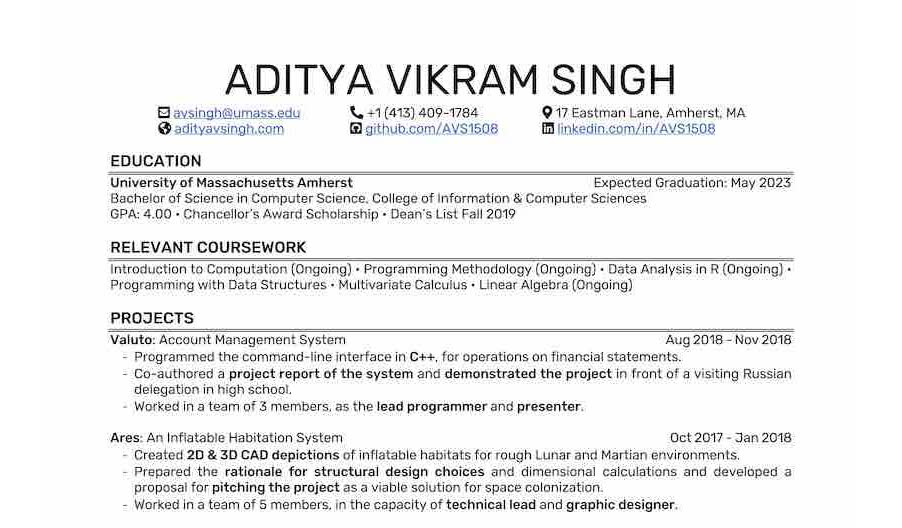 ADITYA VIKRAM SINGH
avsingh@umass.edu +1 (413) 409-1784 17 Eastman Lane, Amherst, MA
adityavsingh.com github.com/AVS1508 linkedin.com/in/AVS1508
EDUCATION
University of Massachusetts Amherst Expected Graduation: May 2023
Bachelor of Science in Computer Science, College of Information & Computer Sciences
GPA: 4.00 • Chancellor's Award Scholarship • Dean's List Fall 2019
RELEVANT COURSEWORK
Introduction to Computation (Ongoing) • Programming Methodology (Ongoing) • Data Analysis in R (Ongoing) •
Programming with Data Structures • Multivariate Calculus • Linear Algebra (Ongoing)
PROJECTS
Valuto: Account Management System Aug 2018 - Nov 2018
- Programmed the command-line interface in C++, for operations on financial statements.
- Co-authored a project report of the system and demonstrated the project in front of a visiting Russian
delegation in high school.
- Worked in a team of 3 members, as the lead programmer and presenter.
Ares: An Inflatable Habitation System Oct 2017 - Jan 2018
- Created 2D & 3D CAD depictions of inflatable habitats for rough Lunar and Martian environments.
- Prepared the rationale for structural design choices and dimensional calculations and developed a
proposal for pitching the project as a viable solution for space colonization.
- Worked in a team of 5 members, in the capacity of technical lead and graphic designer.